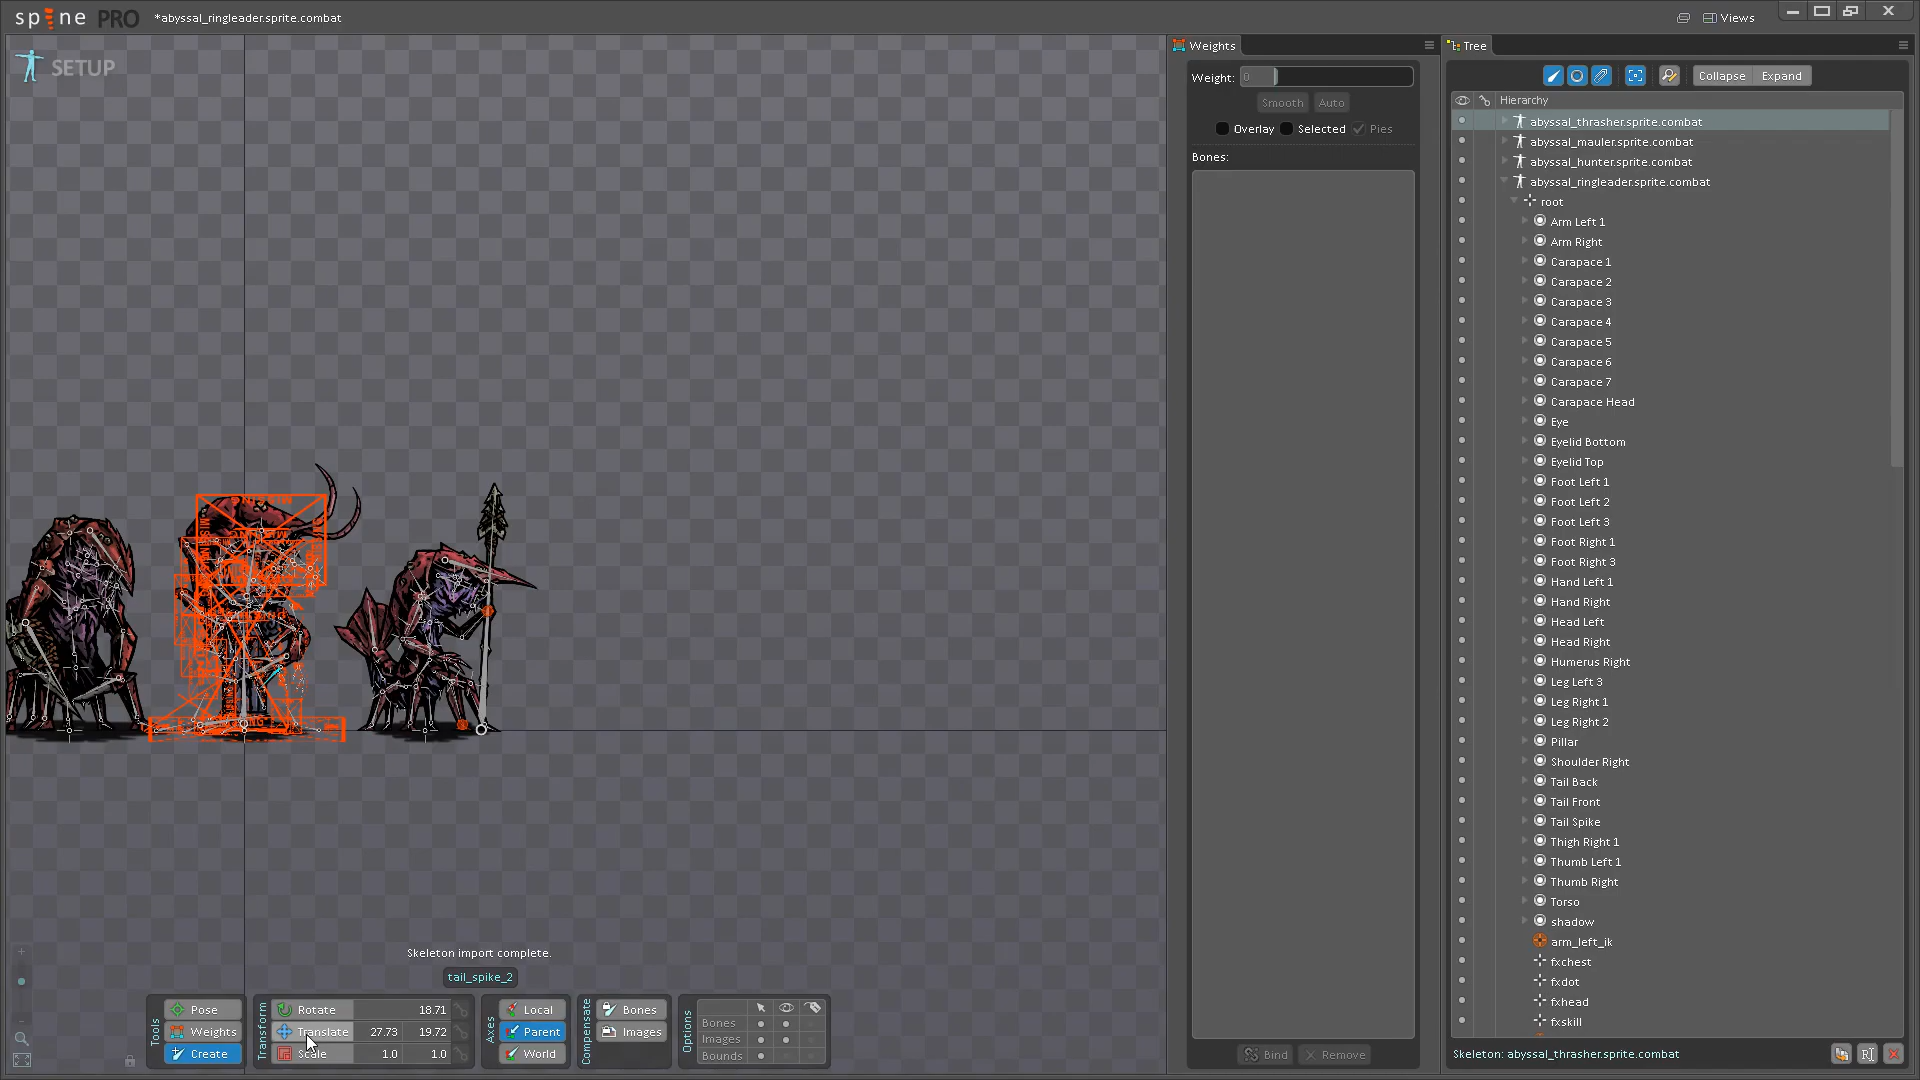 spine PRO
*abyssal_ringleader.sprite.combat
Views
SETUP
Weights
Weight:
0
Smooth
Auto
Overlay
Selected
Pies
Bones:
Bind
Remove
Tree
Collapse
Expand
Hierarchy
abyssal_thrasher.sprite.combat
abyssal_mauler.sprite.combat
abyssal_hunter.sprite.combat
abyssal_ringleader.sprite.combat
root
Arm Left 1
Arm Right
Carapace 1
Carapace 2
Carapace 3
Carapace 4
Carapace 5
Carapace 6
Carapace 7
Carapace Head
Eye
Eyelid Bottom
Eyelid Top
Foot Left 1
Foot Left 2
Foot Left 3
Foot Right 1
Foot Right 3
Hand Left 1
Hand Right
Head Left
Head Right
Humerus Right
Leg Left 3
Leg Right 1
Leg Right 2
Pillar
Shoulder Right
Tail Back
Tail Front
Tail Spike
Thigh Right 1
Thumb Left 1
Thumb Right
Torso
shadow
arm_left_ik
fxchest
fxdot
fxhead
fxskill
Skeleton: abyssal_thrasher.sprite.combat
MISSING
Skeleton import complete.
tail_spike_2
Tools
Pose
Weights
Create
Transform
Rotate 18.71
Translate 27.73 19.72
Scale 1.0 1.0
Axes
Local
Parent
World
Compensate
Bones
Images
Options
Bones
Images
Bounds